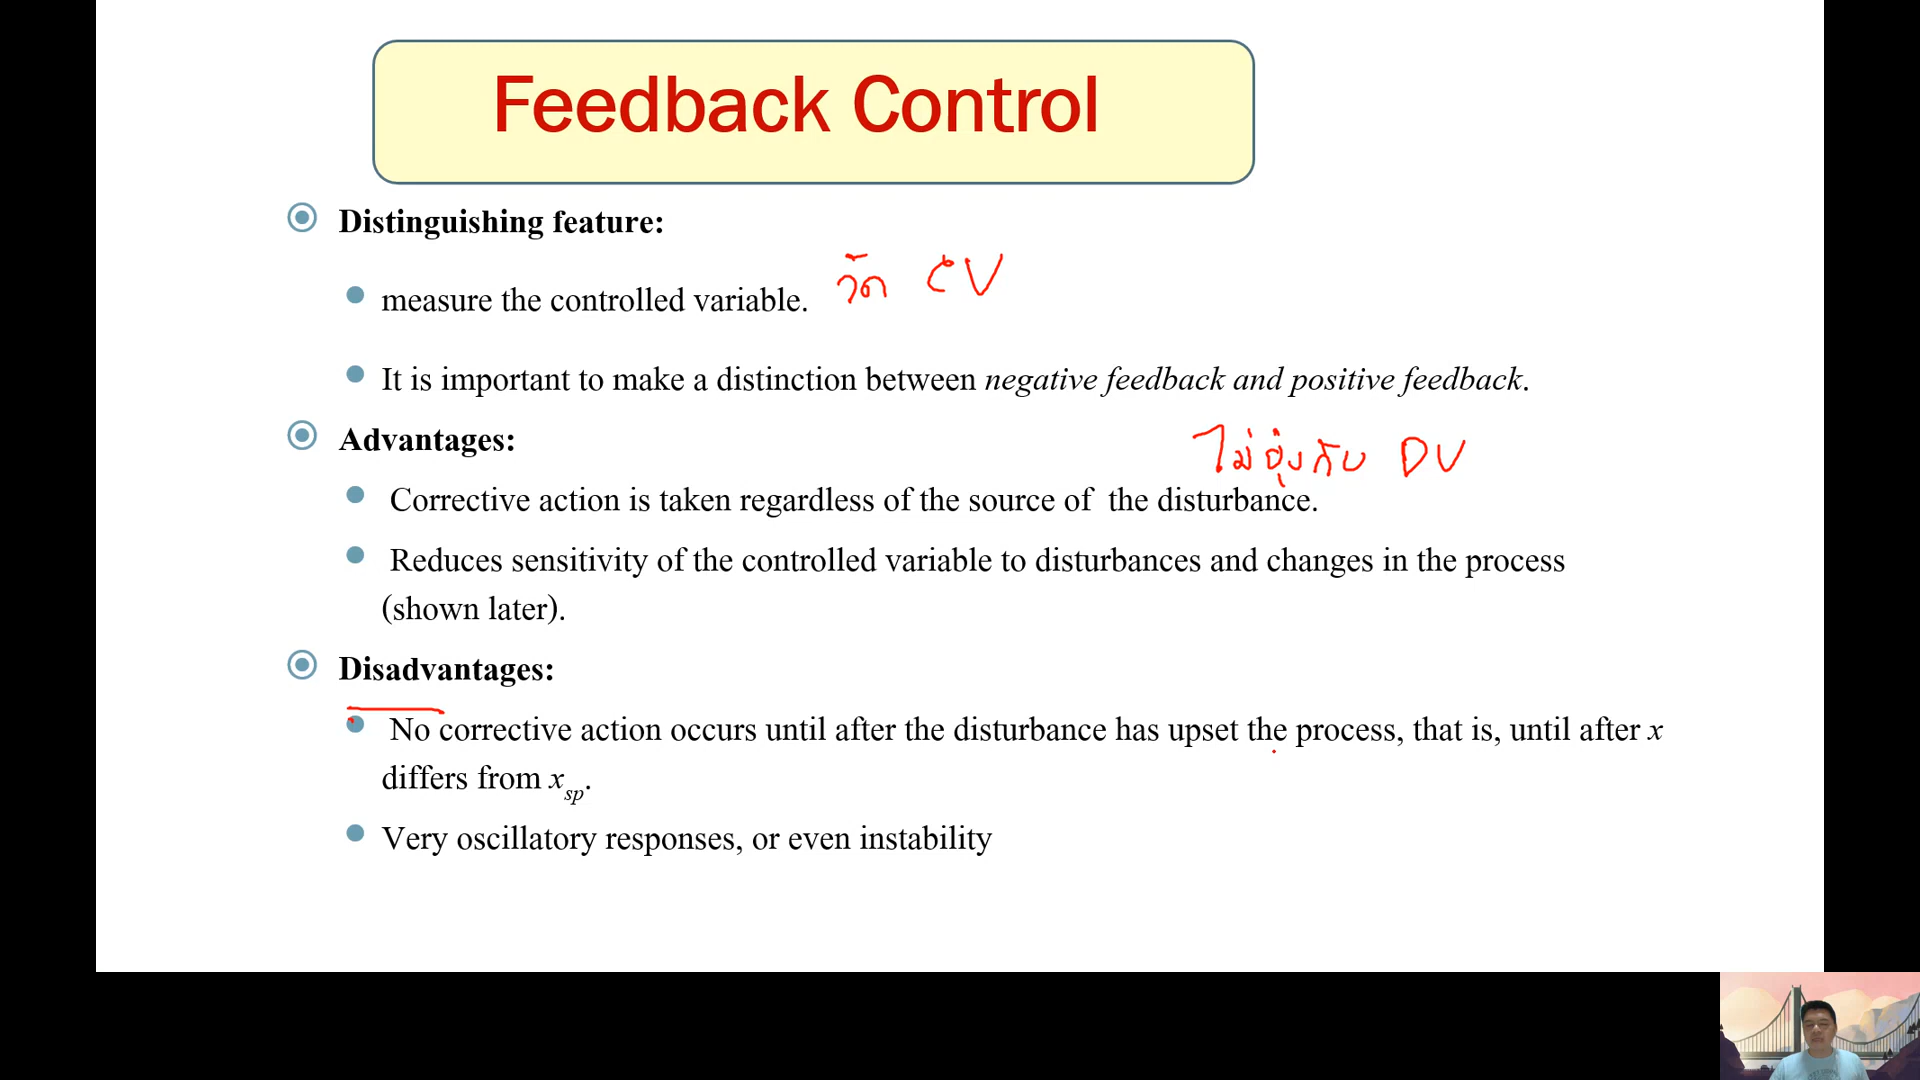 Feedback Control
Distinguishing feature:
measure the controlled variable. วัด CV
It is important to make a distinction between negative feedback and positive feedback.
Advantages:
ไม่ยุ่งกับ DV
Corrective action is taken regardless of the source of the disturbance.
Reduces sensitivity of the controlled variable to disturbances and changes in the process
(shown later).
Disadvantages:
No corrective action occurs until after the disturbance has upset the process, that is, until after x
differs from xsp.
Very oscillatory responses, or even instability